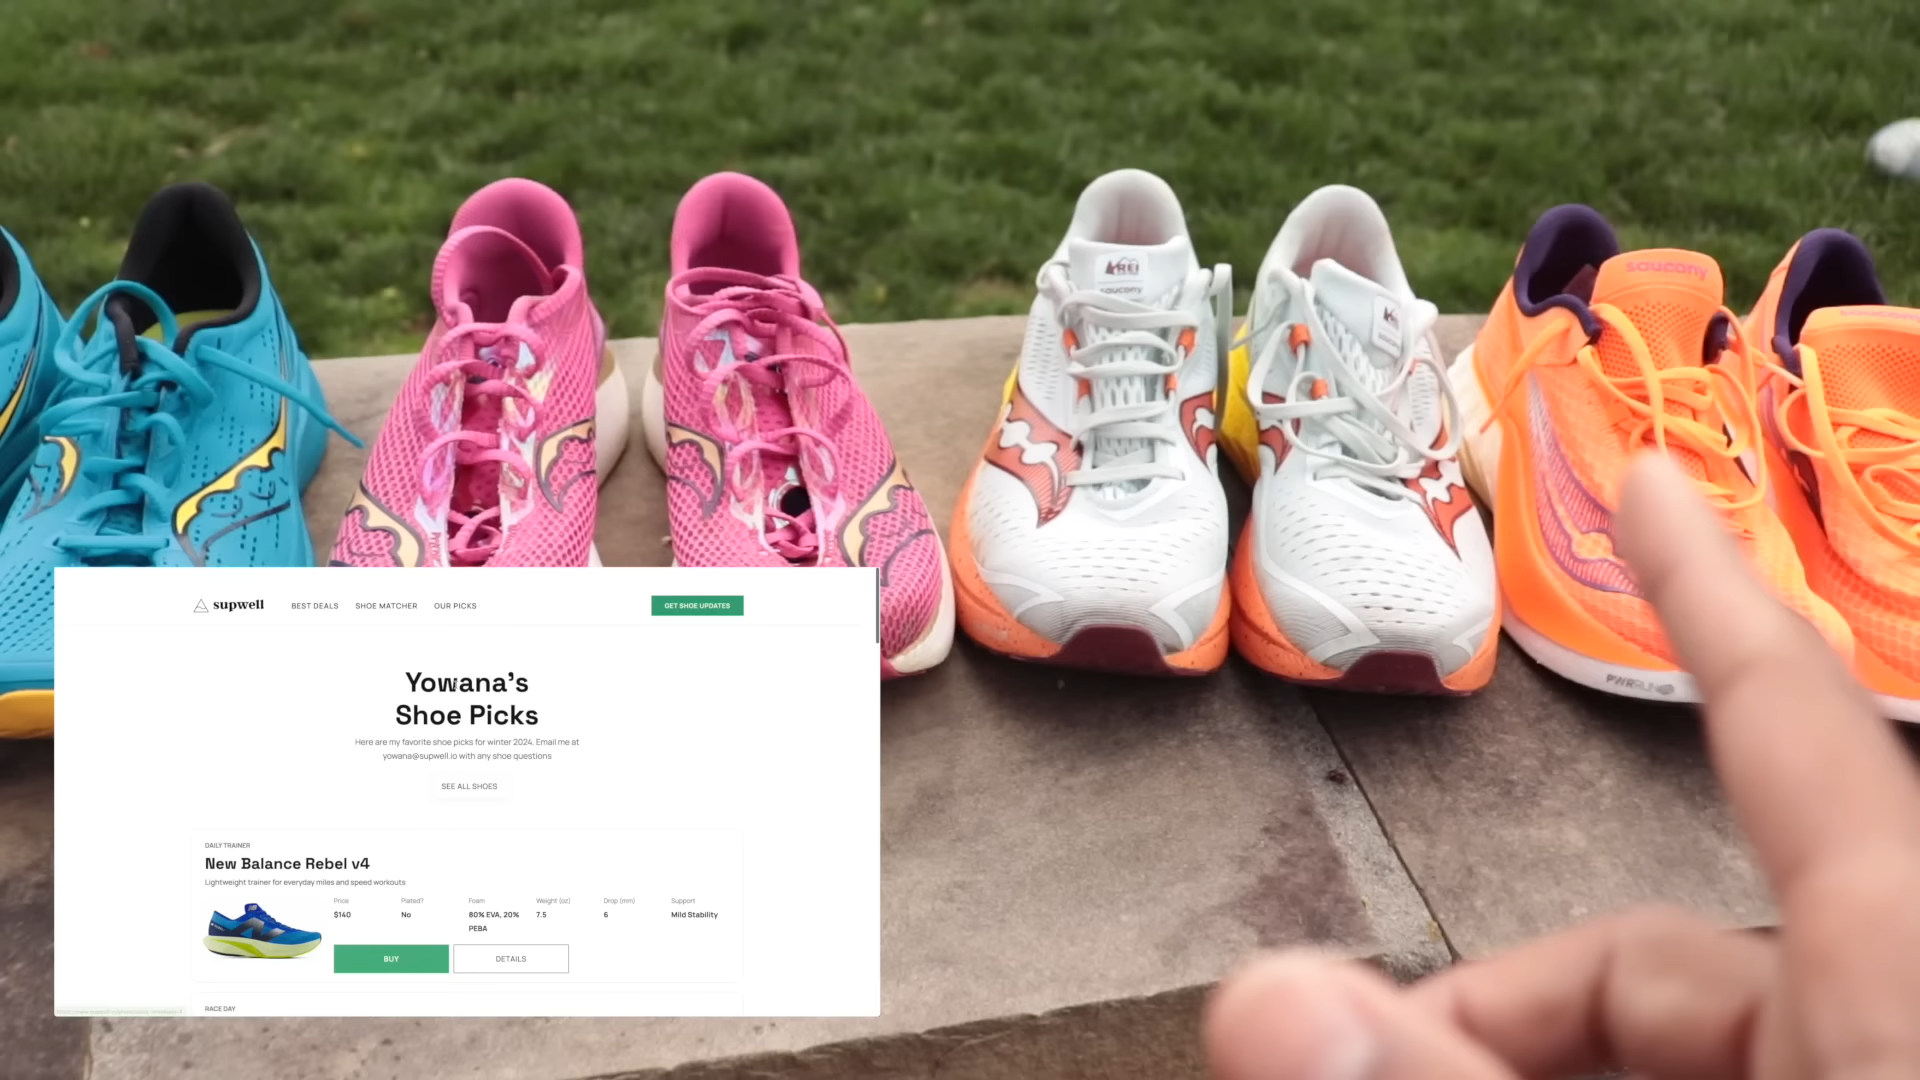 REI
saucony
REI
saucony
PWRRUN
supwell
BEST DEALS
SHOE MATCHER
OUR PICKS
GET SHOE UPDATES
Yowana's
Shoe Picks
Here are my favorite shoe picks for winter 2024. Email me at
yowana@supwell.io with any shoe questions
SEE ALL SHOES
DAILY TRAINER
New Balance Rebel v4
Lightweight trainer for everyday miles and speed workouts
Price
Plated?
Foam
Weight (oz)
Drop (mm)
Support
$140
No
80% EVA, 20%
PEBA
7.5
6
Mild Stability
BUY
DETAILS
RACE DAY